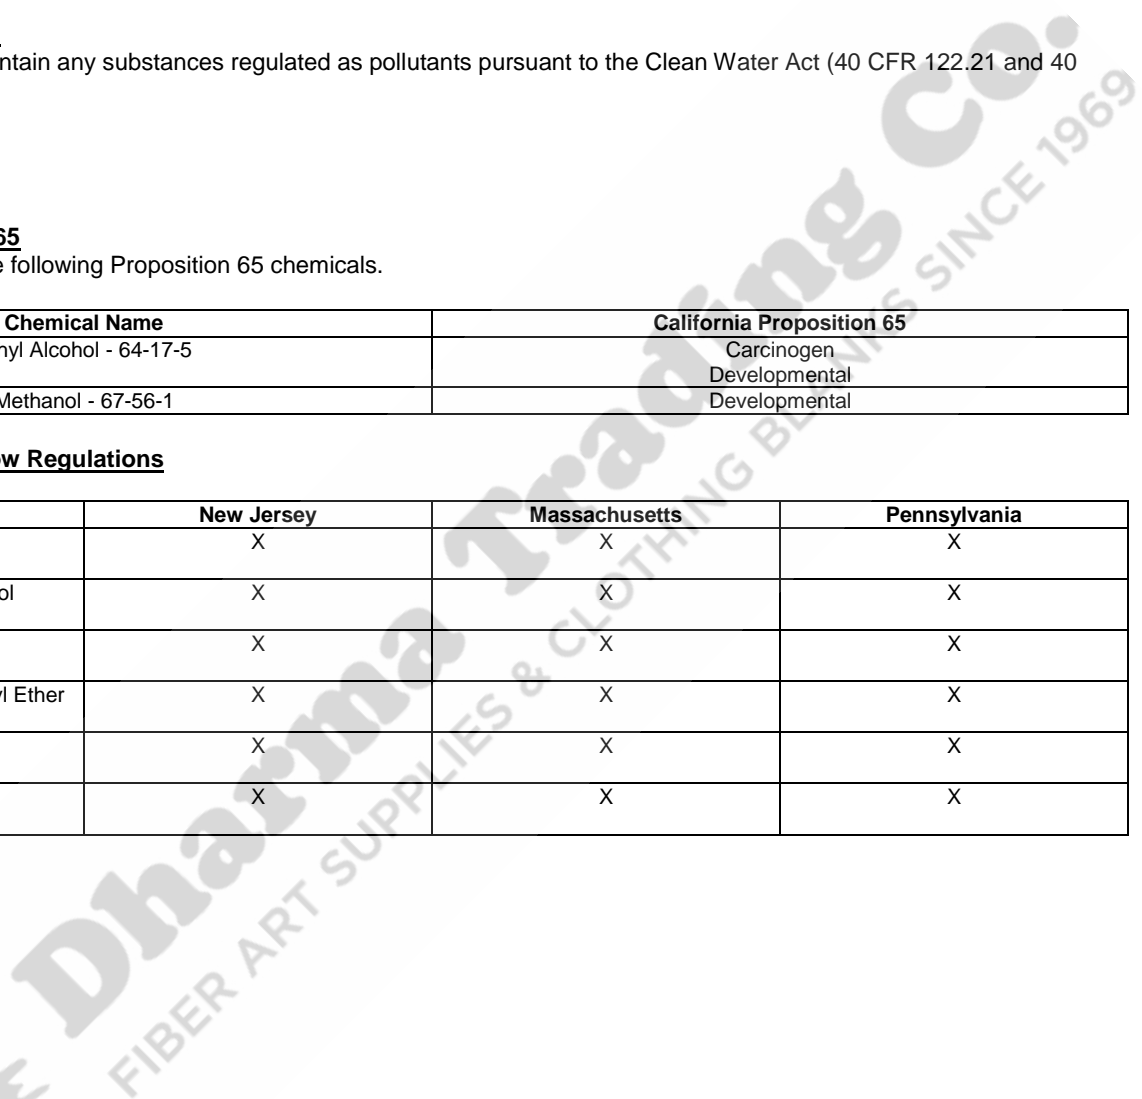 ntain any substances regulated as pollutants pursuant to the Clean Water Act (40 CFR 122.21 and 40
65
e following Proposition 65 chemicals.
Chemical Name California Proposition 65
nyl Alcohol - 64-17-5 Carcinogen
Developmental
Methanol - 67-56-1 Developmental
ow Regulations
New Jersey Massachusetts Pennsylvania
X X X
ol X X X
X X X
yl Ether X X X
X X X
X X X
Dharma Trading Co.
FIBER ART SUPPLIES & CLOTHING BLANKS SINCE 1969